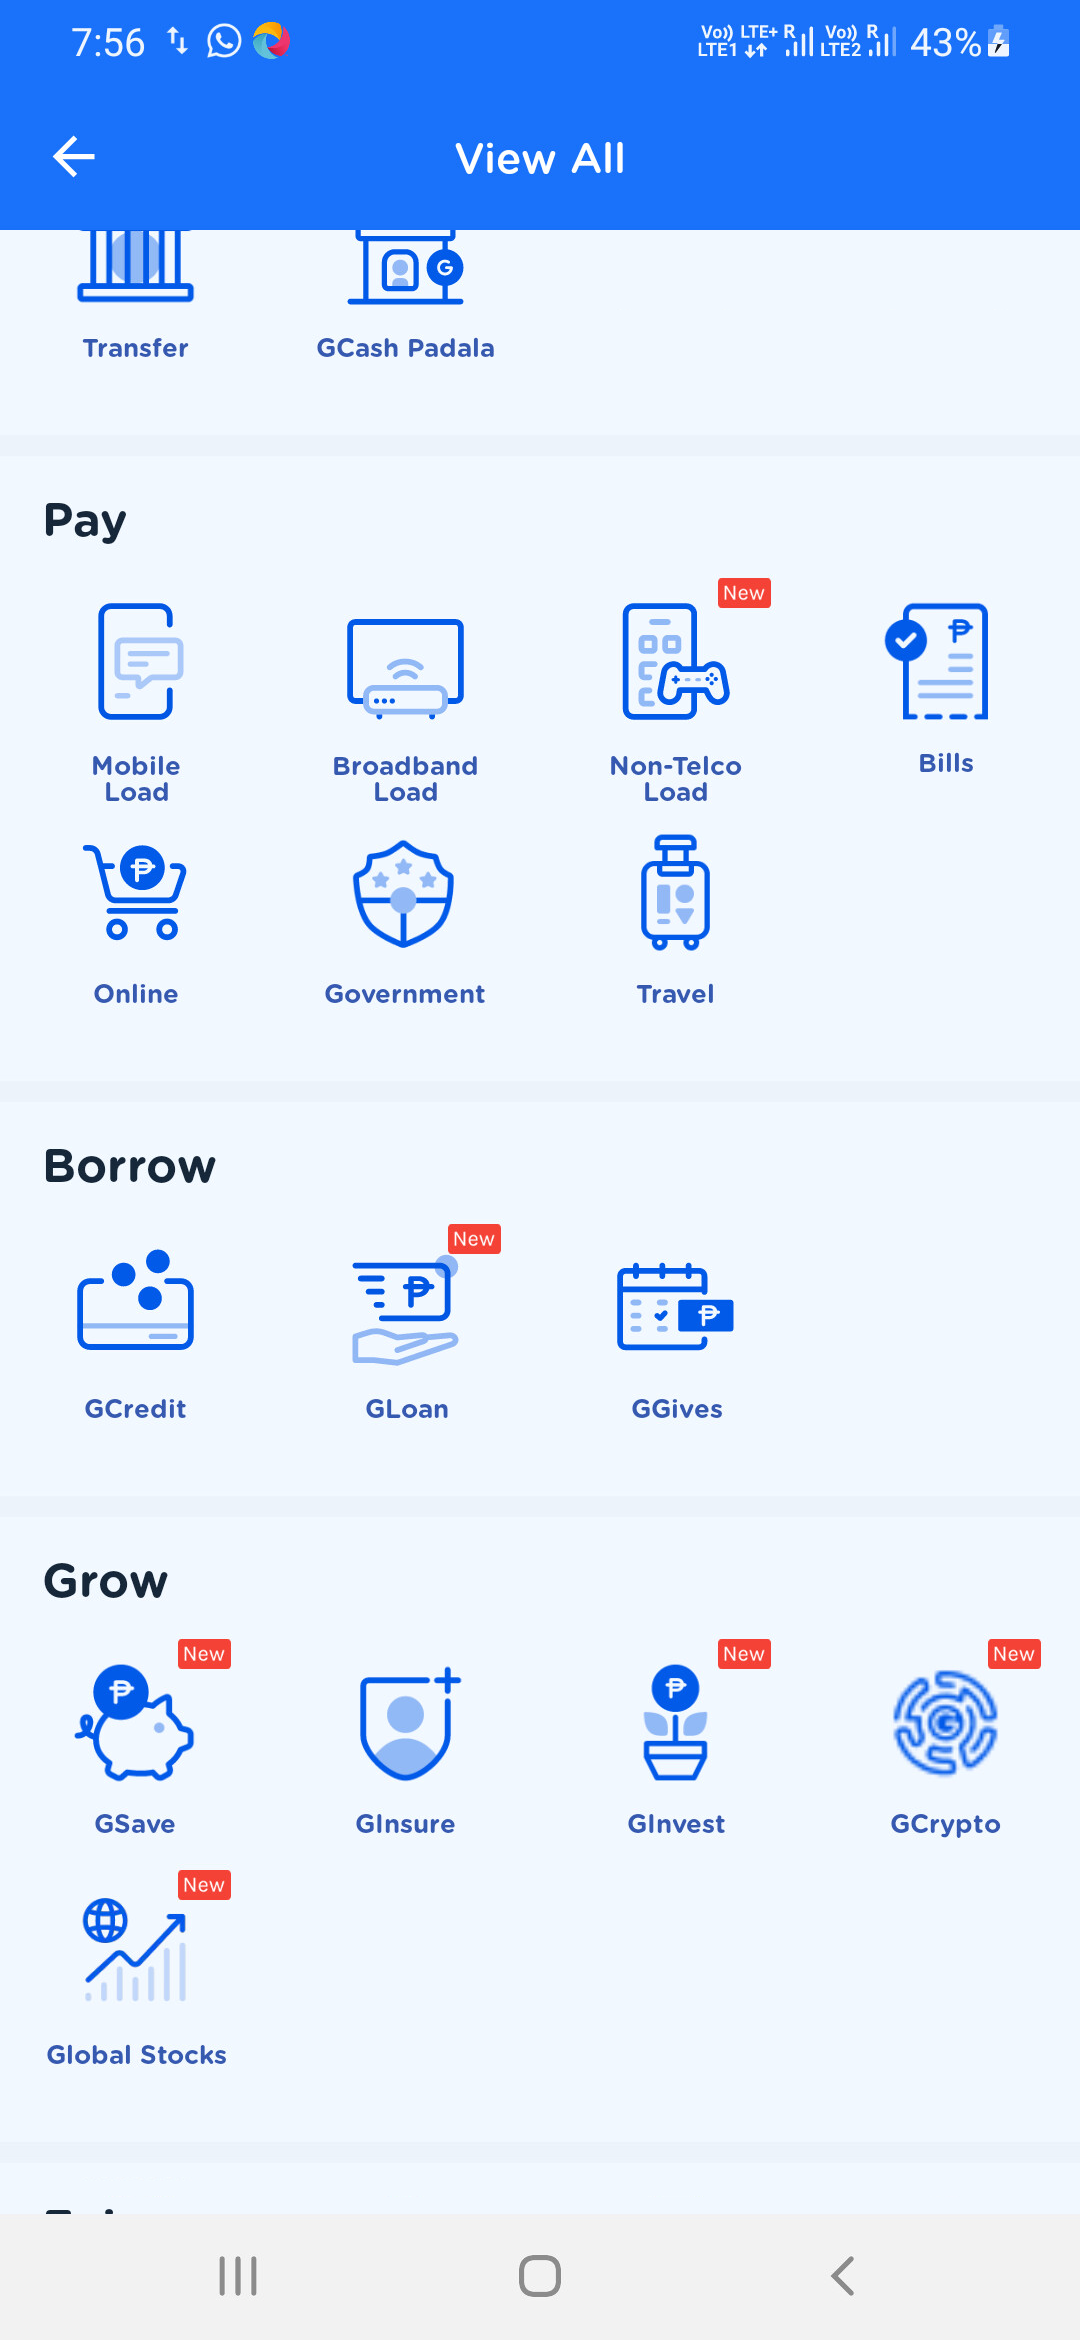 7:56
Vo)) LTE+ R Vo)) R 43%
LTE1 LTE2
View All
G
Transfer GCash Padala
Pay
New
₱
Mobile Load
Broadband Load
Non-Telco Load
Bills
₱
Online Government Travel
Borrow
New
₱ ₱
GCredit GLoan GGives
Grow
New New New
₱ ₱ G
GSave GInsure GInvest GCrypto
New
Global Stocks